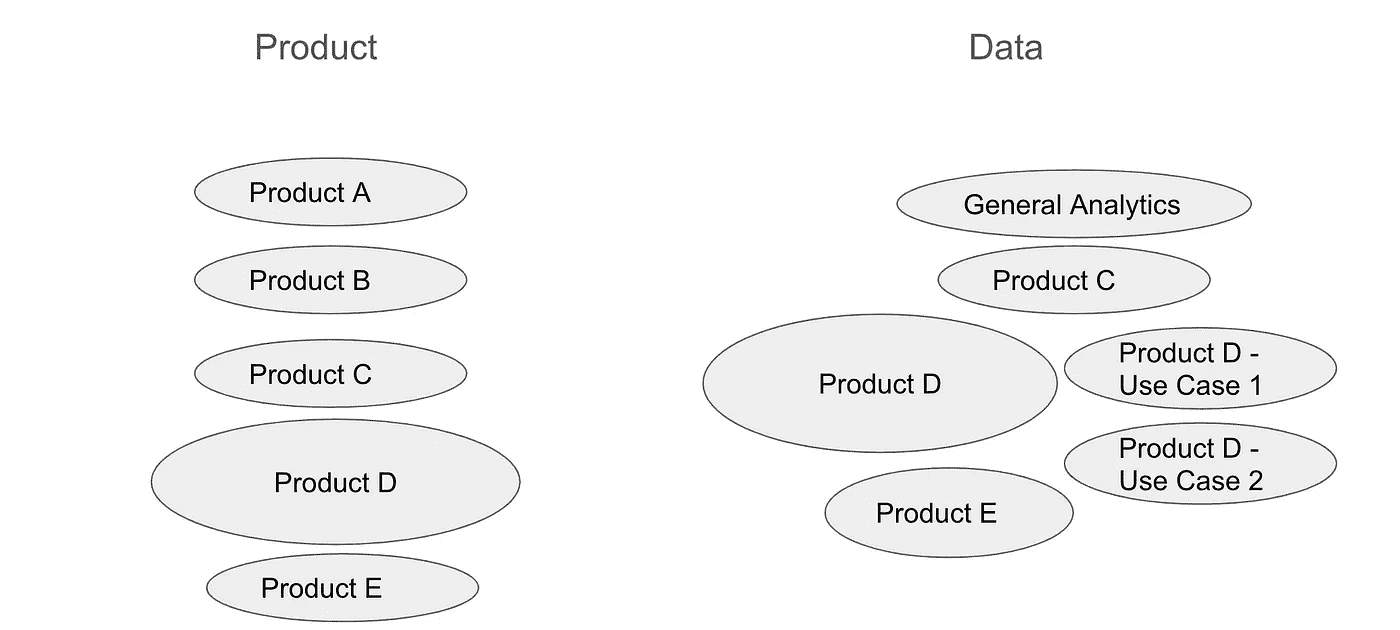 Product
Data
Product A
Product B
Product C
Product D
Product E
General Analytics
Product C
Product D
Product D -
Use Case 1
Product D -
Use Case 2
Product E